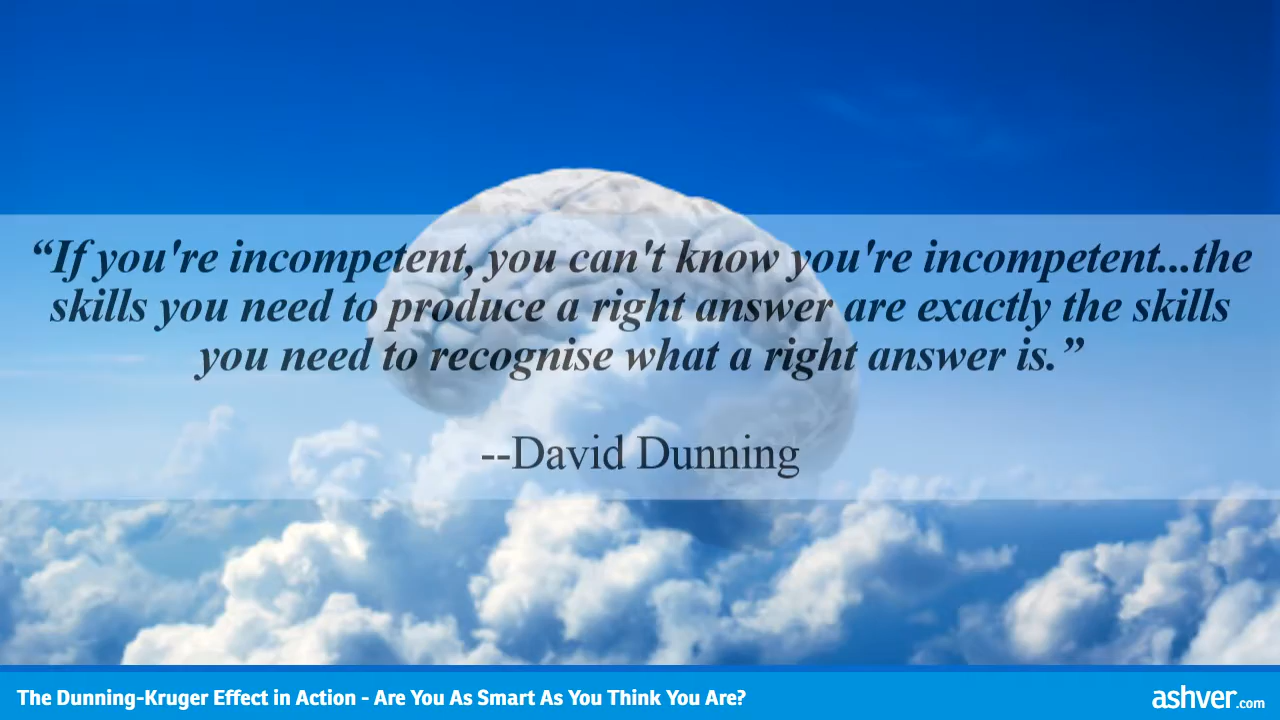 “If you're incompetent, you can't know you're incompetent...the
skills you need to produce a right answer are exactly the skills
you need to recognise what a right answer is.”
--David Dunning
The Dunning-Kruger Effect in Action - Are You As Smart As You Think You Are?
ashver.com